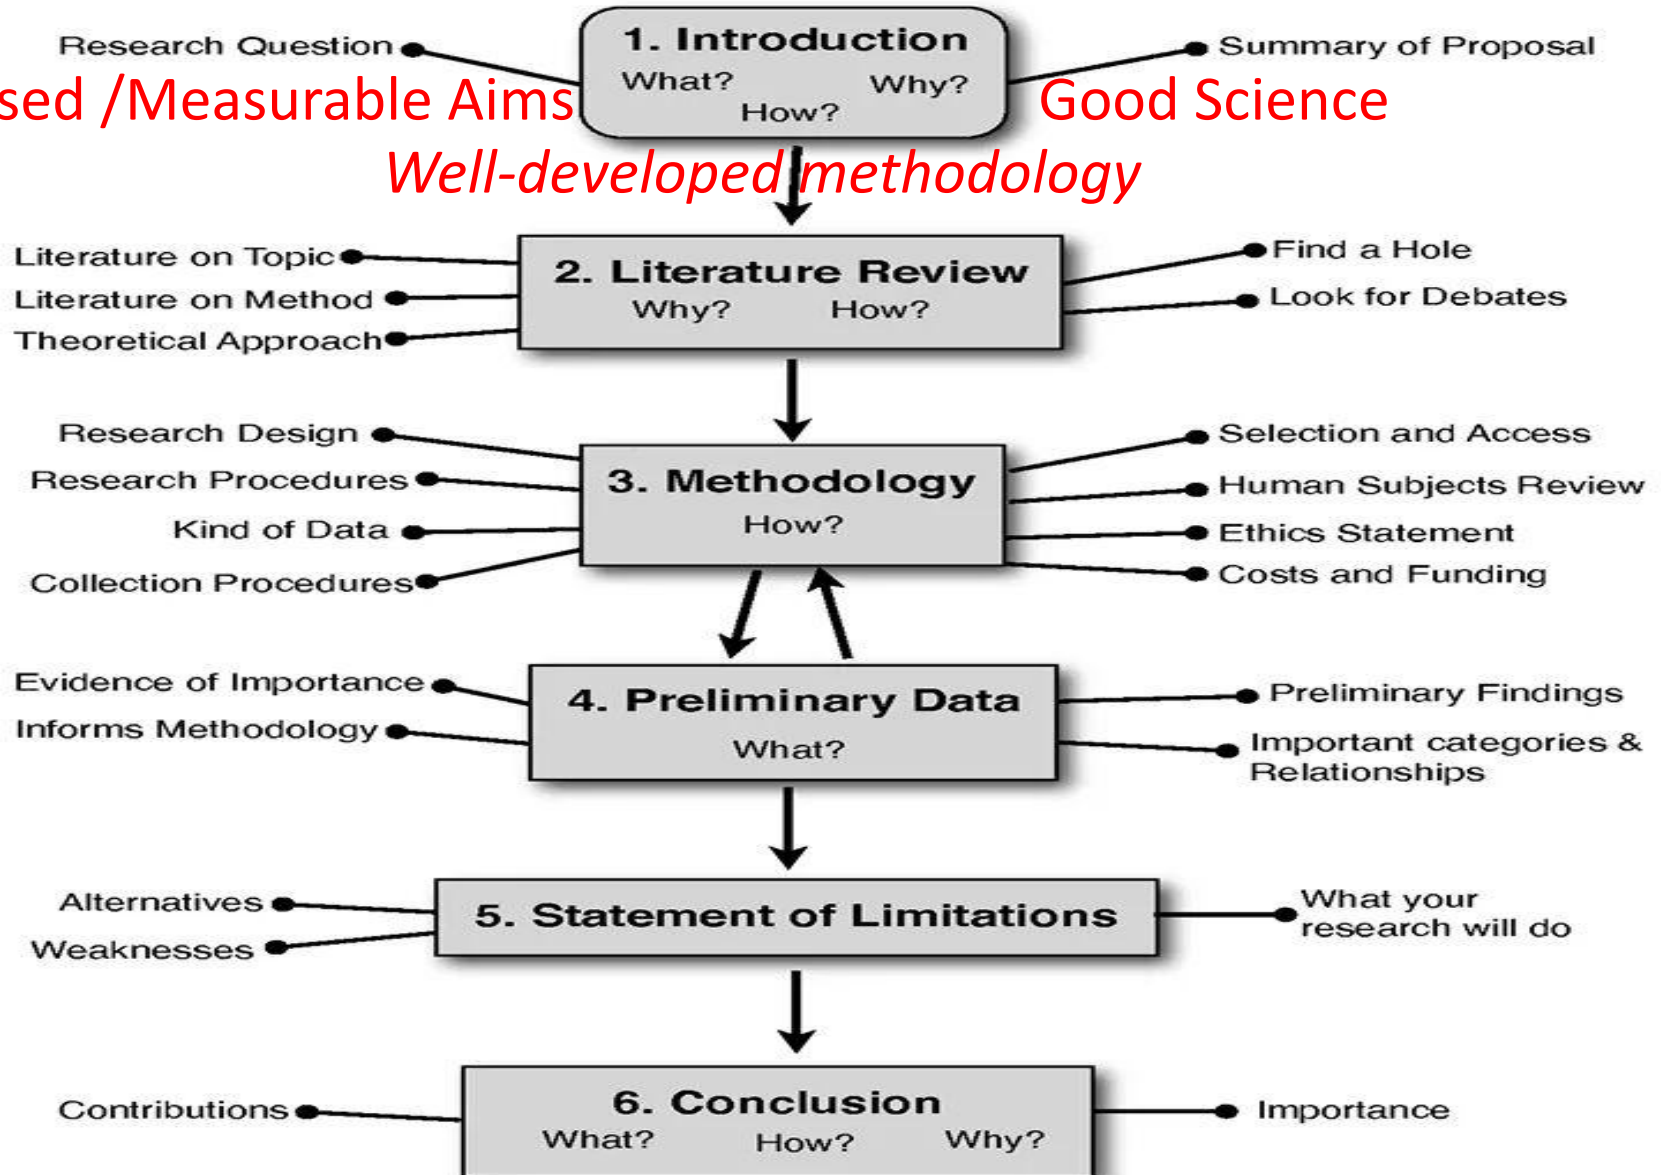 Research Question
1. Introduction
Summary of Proposal
What? Why?
How?
/Measurable Aims
Good Science
Well-developed methodology
Literature on Topic
Literature on Method
Theoretical Approach
2. Literature Review
Why? How?
Find a Hole
Look for Debates
Research Design
Research Procedures
Kind of Data
Collection Procedures
3. Methodology
How?
Selection and Access
Human Subjects Review
Ethics Statement
Costs and Funding
Evidence of Importance
Informs Methodology
4. Preliminary Data
What?
Preliminary Findings
Important categories &
Relationships
Alternatives
Weaknesses
5. Statement of Limitations
What your
research will do
Contributions
6. Conclusion
What? How? Why?
Importance